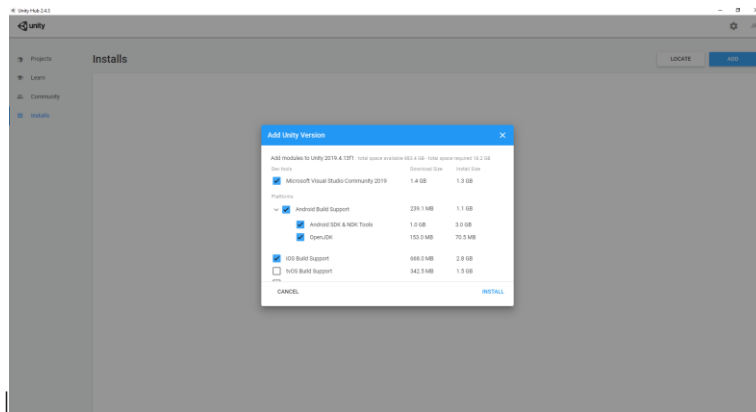 Unity Hub 2.4.3
unity
Projects
Installs
LOCATE
ADD
Learn
Community
Installs
Add Unity Version
Add modules to Unity 2019.4.13f1 - total space available 483.4 GB - total space required 10.2 GB
Dev tools Download Size Install Size
Microsoft Visual Studio Community 2019 1.4 GB 1.3 GB
Platforms
Android Build Support 239.1 MB 1.1 GB
Android SDK & NDK Tools 1.0 GB 3.0 GB
OpenJDK 153.0 MB 70.5 MB
iOS Build Support 668.0 MB 2.8 GB
tvOS Build Support 342.5 MB 1.5 GB
CANCEL INSTALL